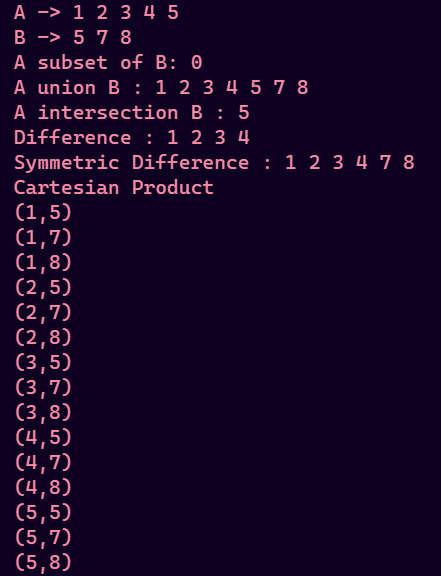 A -> 1 2 3 4 5
B -> 5 7 8
A subset of B: 0
A union B : 1 2 3 4 5 7 8
A intersection B : 5
Difference : 1 2 3 4
Symmetric Difference : 1 2 3 4 7 8
Cartesian Product
(1,5)
(1,7)
(1,8)
(2,5)
(2,7)
(2,8)
(3,5)
(3,7)
(3,8)
(4,5)
(4,7)
(4,8)
(5,5)
(5,7)
(5,8)